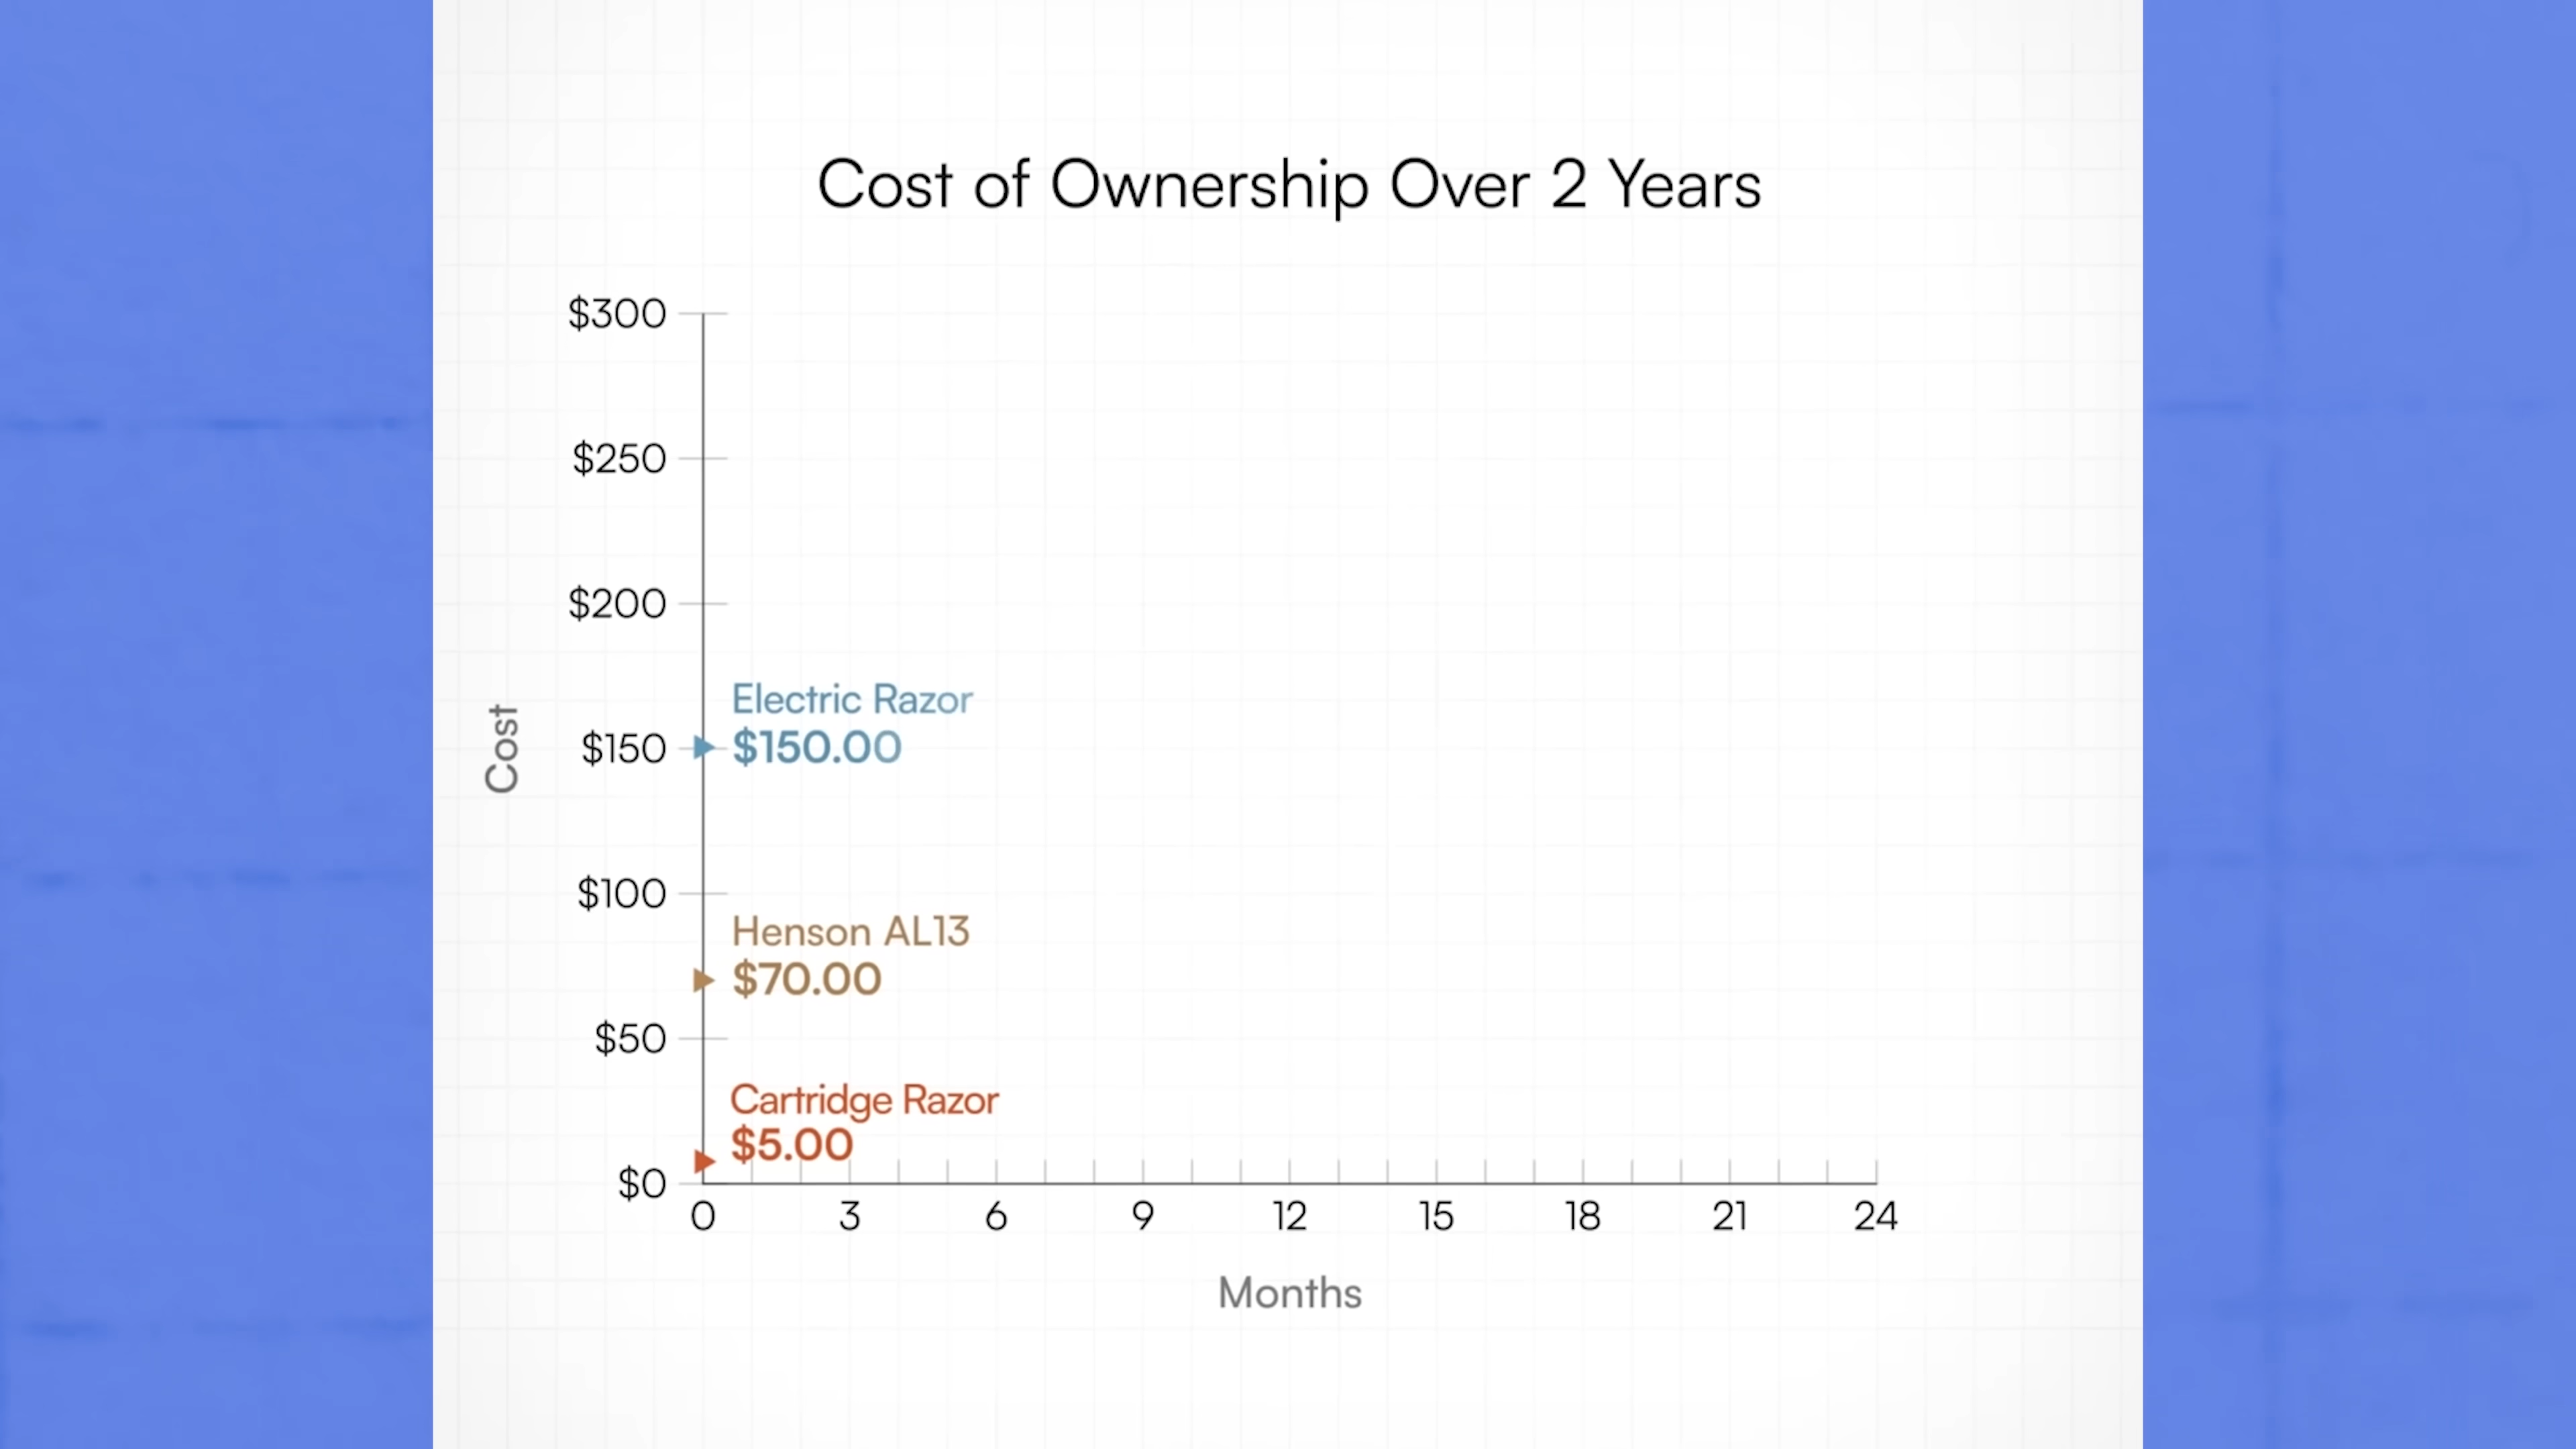 Cost of Ownership Over 2 Years
$300
$250
$200
Electric Razor
$150 $150.00
Cost
$100
Henson AL13
$70.00
$50
Cartridge Razor
$5.00
$0
0 3 6 9 12 15 18 21 24
Months